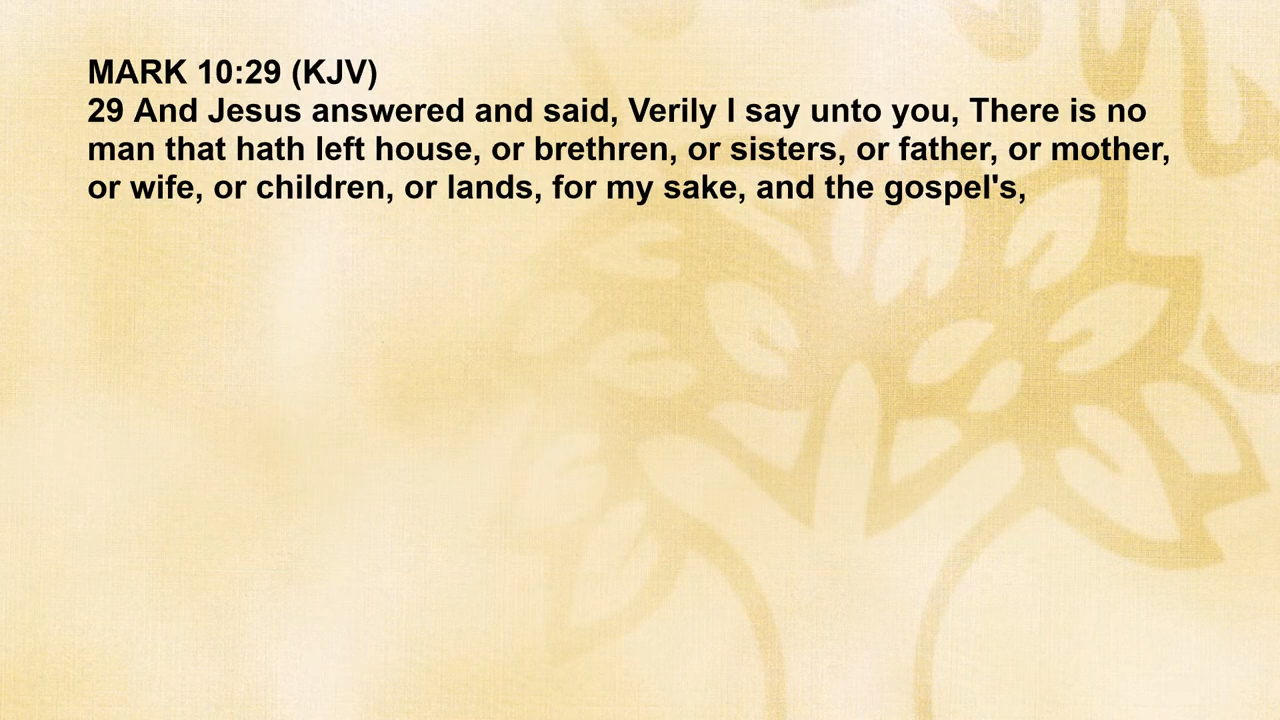 MARK 10:29 (KJV)
29 And Jesus answered and said, Verily I say unto you, There is no
man that hath left house, or brethren, or sisters, or father, or mother,
or wife, or children, or lands, for my sake, and the gospel's,